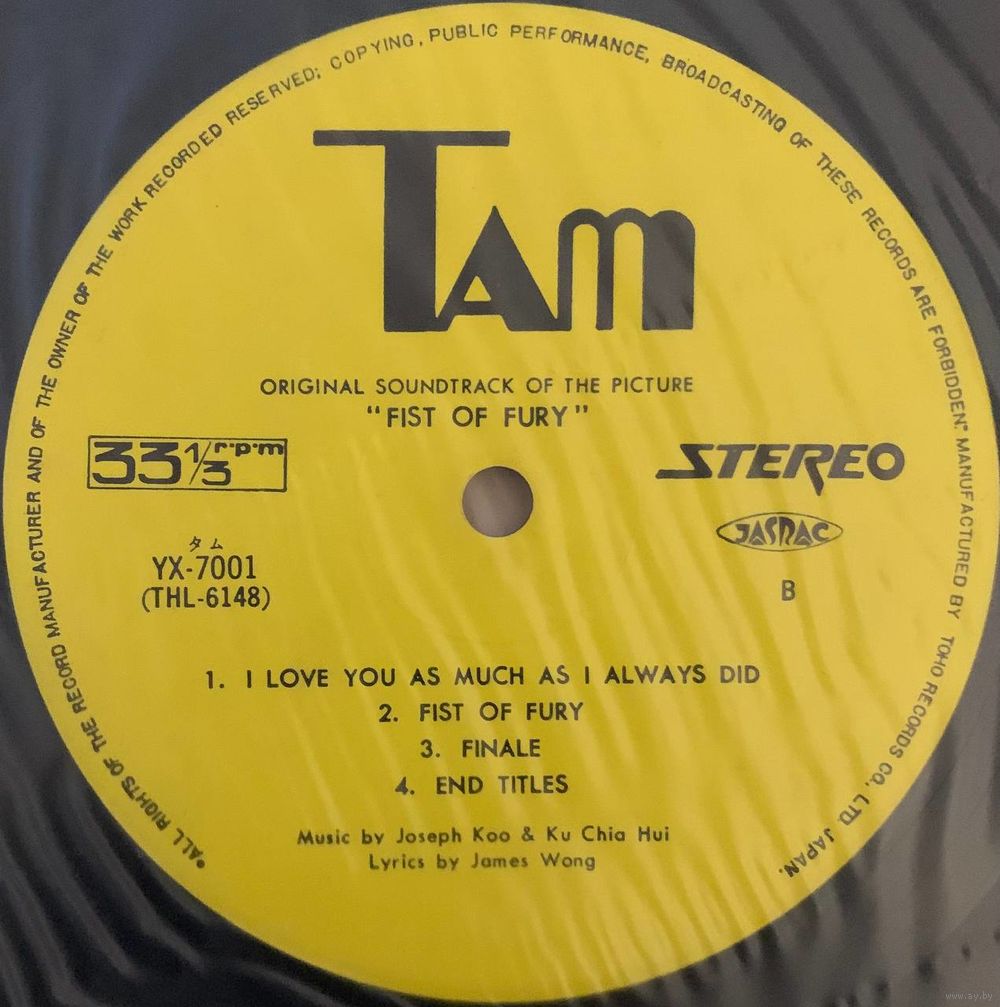 "ALL RIGHTS OF THE RECORD MANUFACTURER AND OF THE OWNER OF THE WORK RECORDED RESERVED; COPYING, PUBLIC PERFORMANCE, BROADCASTING OF THESE RECORDS ARE FORBIDDEN." MANUFACTURED BY TOHO RECORDS CO., LTD. JAPAN.
TAM
ORIGINAL SOUNDTRACK OF THE PICTURE
"FIST OF FURY"
33 1/3 r·p·m
STEREO
JASRAC
タム
YX-7001
(THL-6148)
B
1. I LOVE YOU AS MUCH AS I ALWAYS DID
2. FIST OF FURY
3. FINALE
4. END TITLES
Music by Joseph Koo & Ku Chia Hui
Lyrics by James Wong
www.ay.by